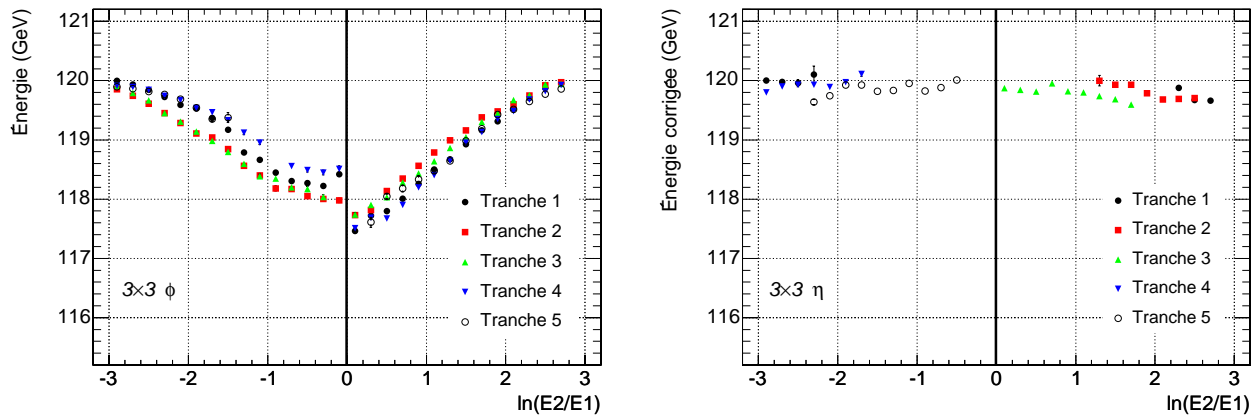 Énergie (GeV)
121
120
119
118
117
116
Tranche 1
Tranche 2
Tranche 3
Tranche 4
Tranche 5
3×3 ϕ
-3 -2 -1 0 1 2 3
ln(E2/E1)
Énergie corrigée (GeV)
121
120
119
118
117
116
Tranche 1
Tranche 2
Tranche 3
Tranche 4
Tranche 5
3×3 η
-3 -2 -1 0 1 2 3
ln(E2/E1)